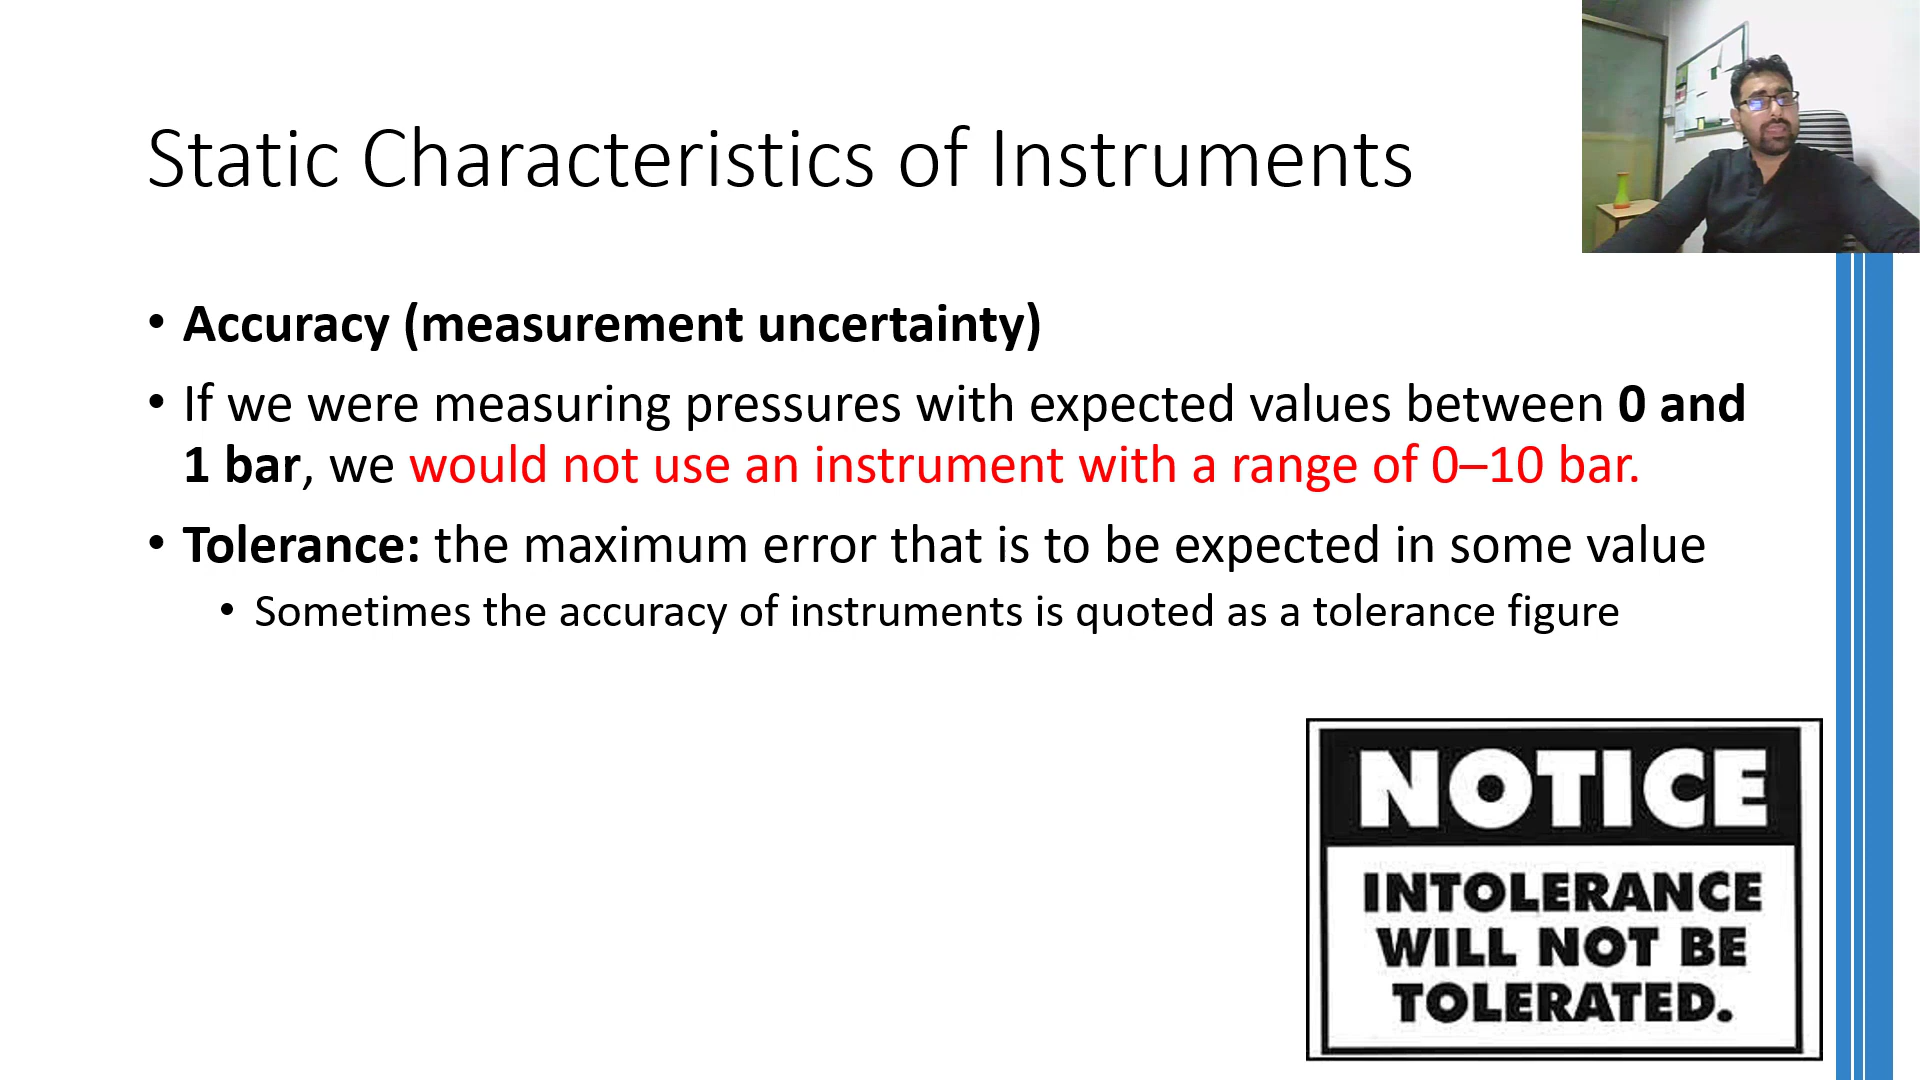 Static Characteristics of Instruments
• Accuracy (measurement uncertainty)
• If we were measuring pressures with expected values between 0 and
1 bar, we would not use an instrument with a range of 0–10 bar.
• Tolerance: the maximum error that is to be expected in some value
• Sometimes the accuracy of instruments is quoted as a tolerance figure
NOTICE
INTOLERANCE
WILL NOT BE
TOLERATED.